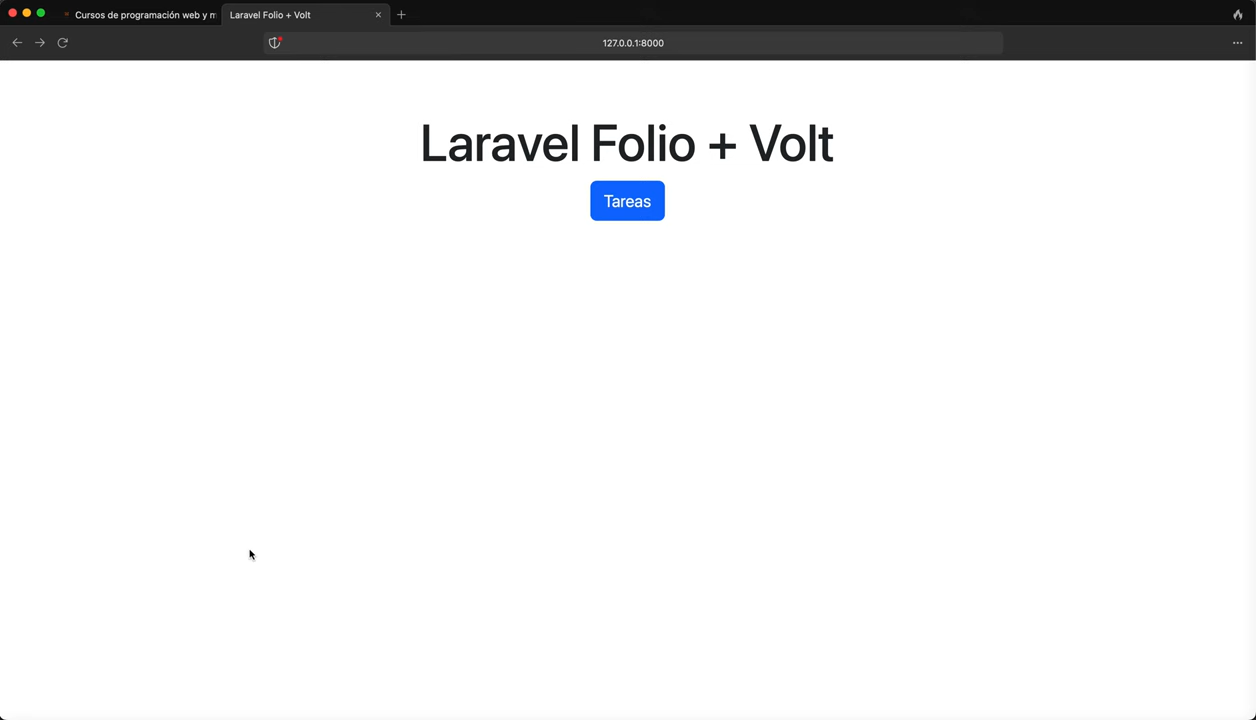 Cursos de programación web y m
Laravel Folio + Volt
127.0.0.1:8000
Laravel Folio + Volt
Tareas